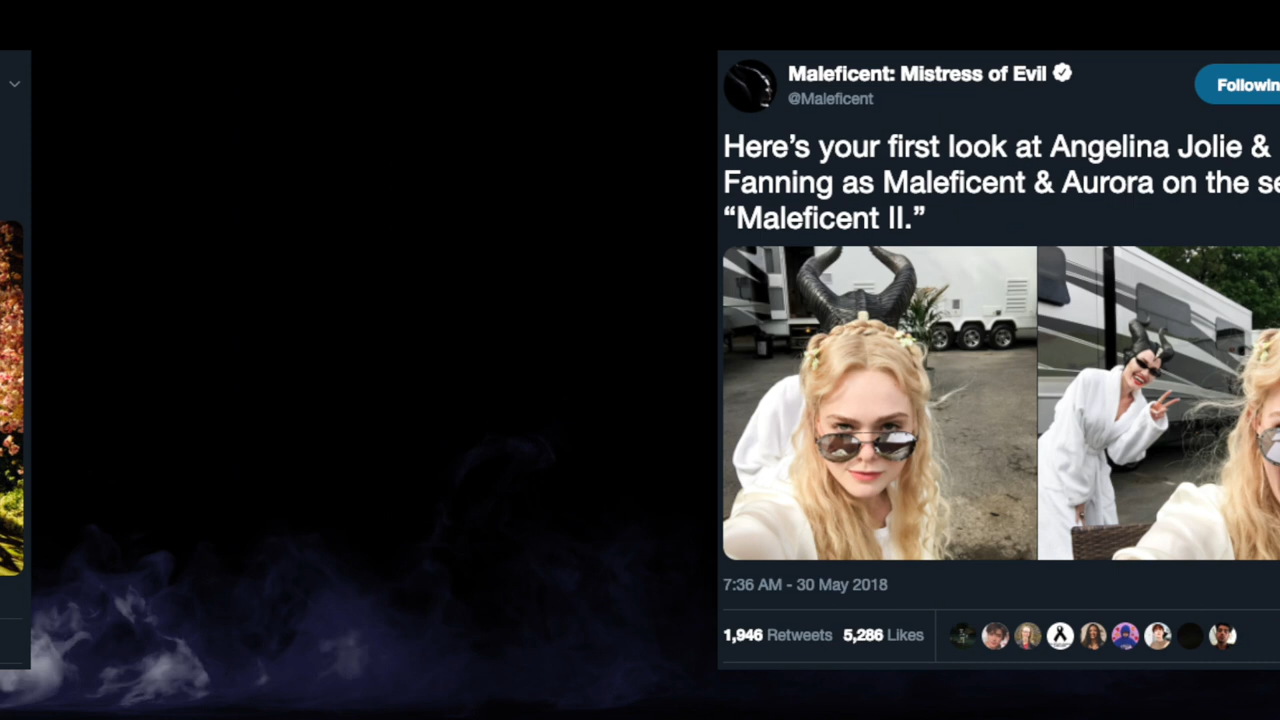 Maleficent: Mistress of Evil
@Maleficent
Following
Here’s your first look at Angelina Jolie &
Fanning as Maleficent & Aurora on the se
“Maleficent II.”
7:36 AM - 30 May 2018
1,946 Retweets 5,286 Likes